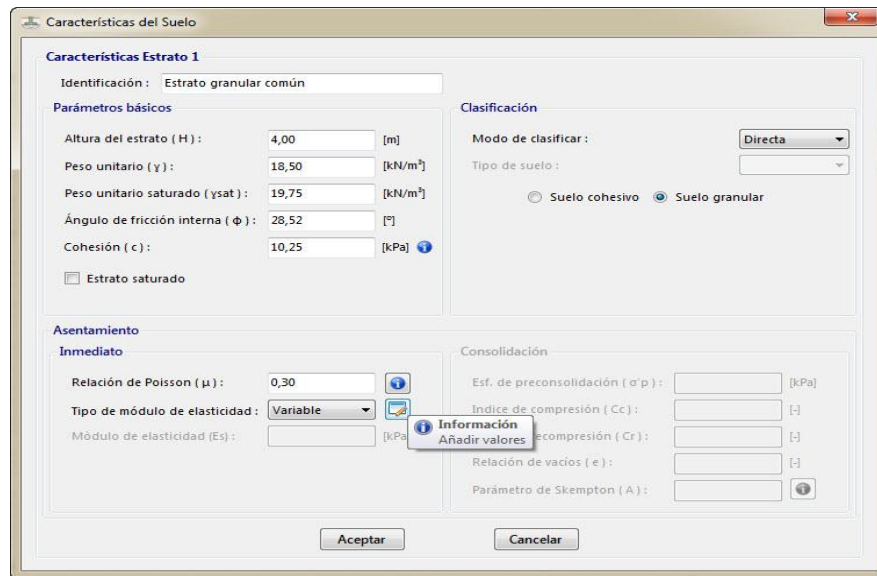 Características del Suelo
Características Estrato 1
Identificación : Estrato granular común
Parámetros básicos
Altura del estrato ( H ) : 4,00 [m]
Peso unitario ( γ ) : 18,50 [kN/m³]
Peso unitario saturado ( γsat ) : 19,75 [kN/m³]
Ángulo de fricción interna ( ϕ ) : 28,52 [°]
Cohesión ( c ) : 10,25 [kPa]
Estrato saturado
Clasificación
Modo de clasificar : Directa
Tipo de suelo :
Suelo cohesivo Suelo granular
Asentamiento
Inmediato
Relación de Poisson ( μ ) : 0,30
Tipo de módulo de elasticidad : Variable
Módulo de elasticidad (Es) : [kPa
Información
Añadir valores
Consolidación
Esf. de preconsolidación ( σ'p ) : [kPa]
Indice de compresión ( Cc ) : [-]
ecompresión ( Cr ) : [-]
Relación de vacíos ( e ) : [-]
Parámetro de Skempton ( A ) :
Aceptar Cancelar